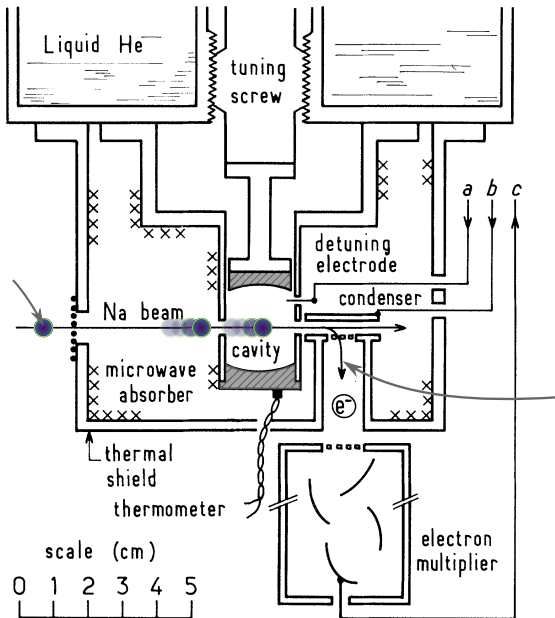 Liquid He
tuning
screw
a b c
detuning
electrode
condenser
Na beam
cavity
microwave
absorber
e-
thermal
shield
thermometer
electron
multiplier
scale (cm)
0 1 2 3 4 5